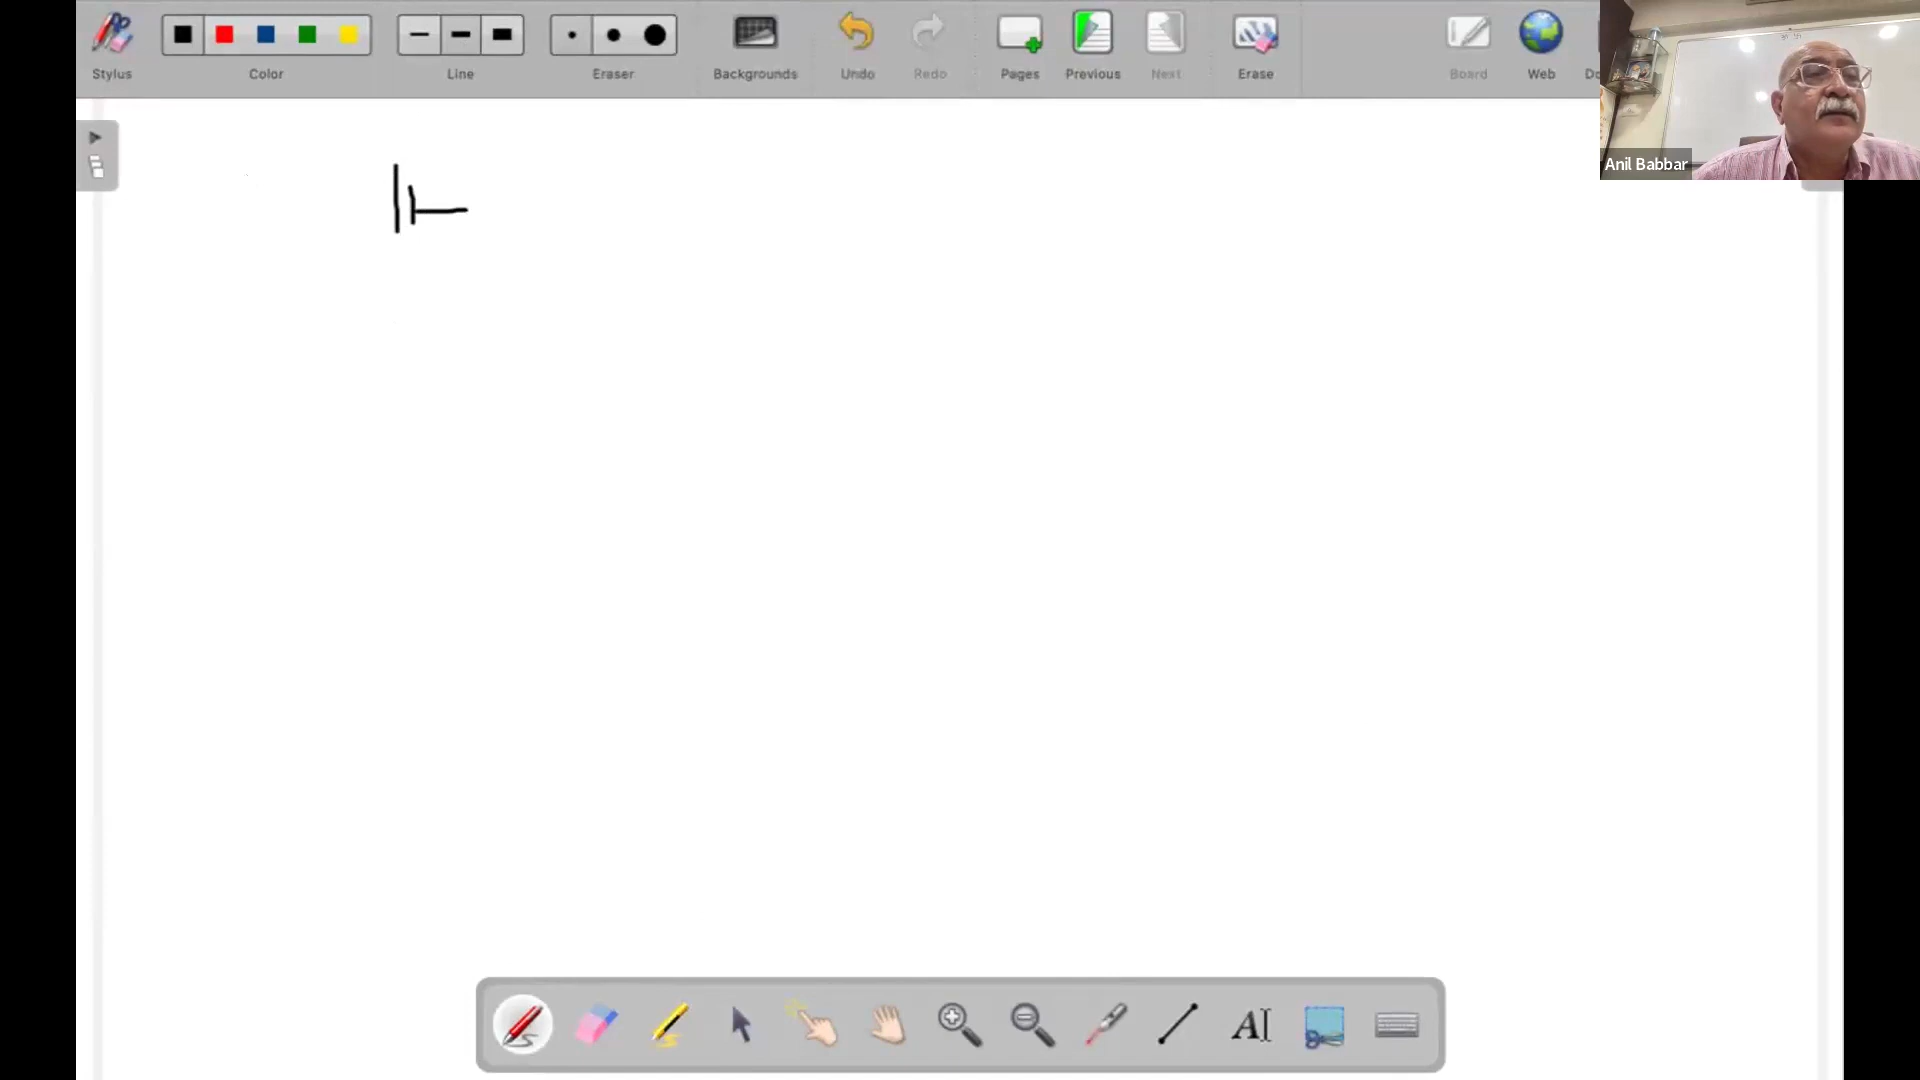 Stylus
Color
Line
Eraser
Backgrounds
Undo
Redo
Pages
Previous
Next
Erase
Board
Web
Anil Babbar